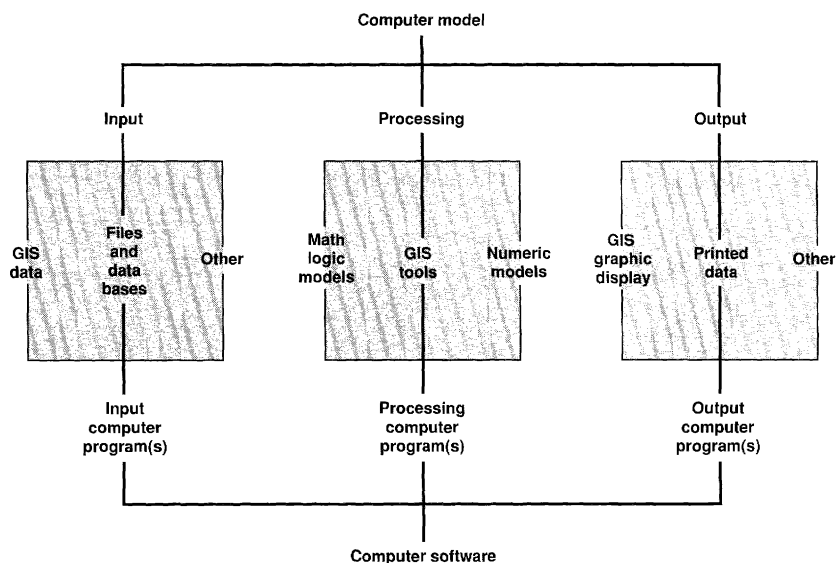 Computer model
Input
Processing
Output
GIS
data
Files
and
data
bases
Other
Math
logic
models
GIS
tools
Numeric
models
GIS
graphic
display
Printed
data
Other
Input
computer
program(s)
Processing
computer
program(s)
Output
computer
program(s)
Computer software